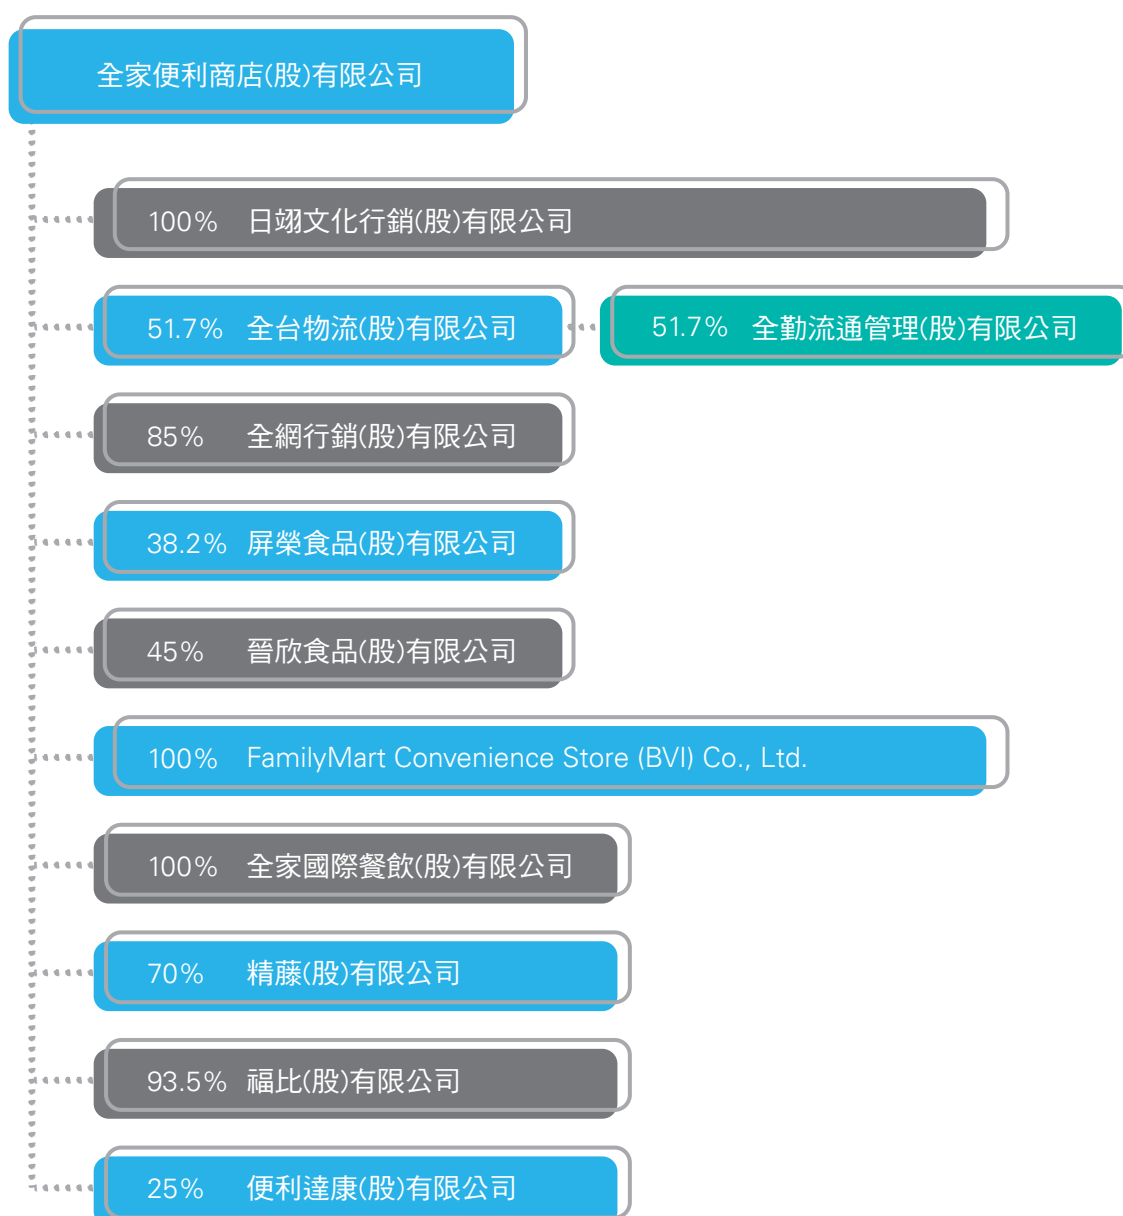 全家便利商店(股)有限公司
100% 日翊文化行銷(股)有限公司
51.7% 全台物流(股)有限公司 51.7% 全勤流通管理(股)有限公司
85% 全網行銷(股)有限公司
38.2% 屏榮食品(股)有限公司
45% 晉欣食品(股)有限公司
100% FamilyMart Convenience Store (BVI) Co., Ltd.
100% 全家國際餐飲(股)有限公司
70% 精藤(股)有限公司
93.5% 福比(股)有限公司
25% 便利達康(股)有限公司